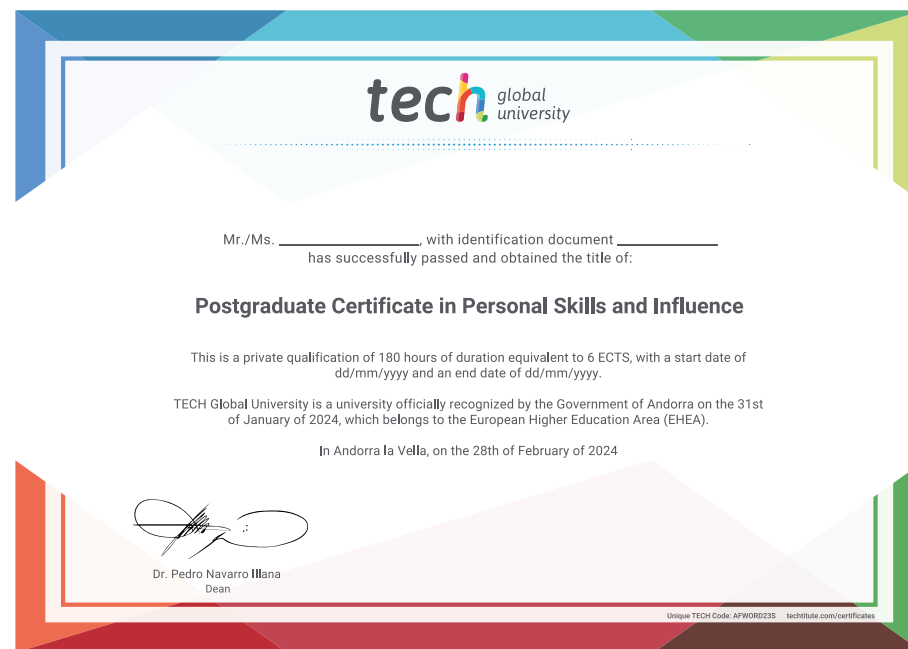 tech global university
Mr./Ms. ____________________, with identification document ______________
has successfully passed and obtained the title of:
Postgraduate Certificate in Personal Skills and Influence
This is a private qualification of 180 hours of duration equivalent to 6 ECTS, with a start date of
dd/mm/yyyy and an end date of dd/mm/yyyy.
TECH Global University is a university officially recognized by the Government of Andorra on the 31st
of January of 2024, which belongs to the European Higher Education Area (EHEA).
In Andorra la Vella, on the 28th of February of 2024
Dr. Pedro Navarro Illana
Dean
Unique TECH Code: AFWORD23S techtitute.com/certificates